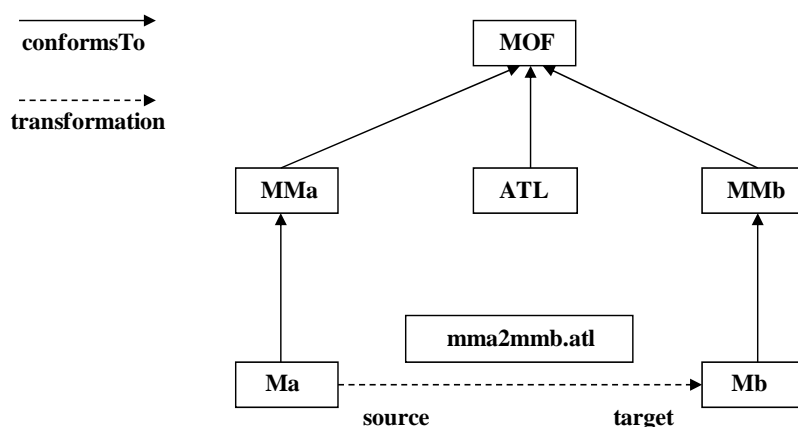 conformsTo
transformation
MOF
MMa
ATL
MMb
mma2mmb.atl
Ma
Mb
source
target